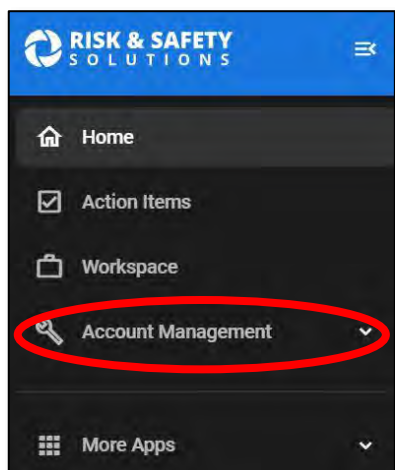 RISK & SAFETY
SOLUTIONS
Home
Action Items
Workspace
Account Management
More Apps